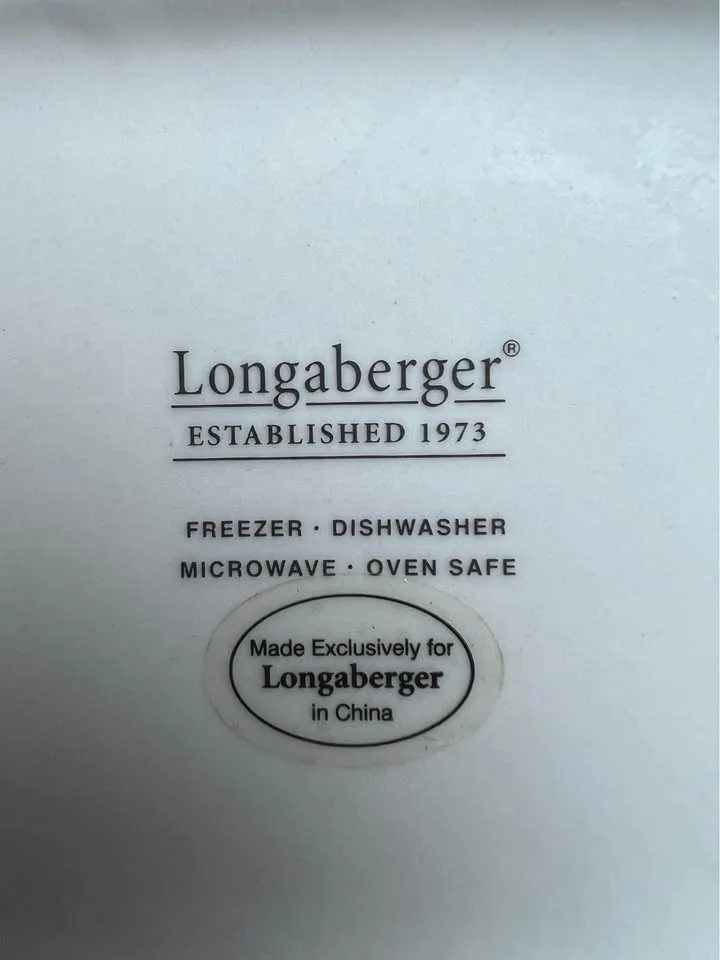 Longaberger®
ESTABLISHED 1973
FREEZER · DISHWASHER
MICROWAVE · OVEN SAFE
Made Exclusively for
Longaberger
in China